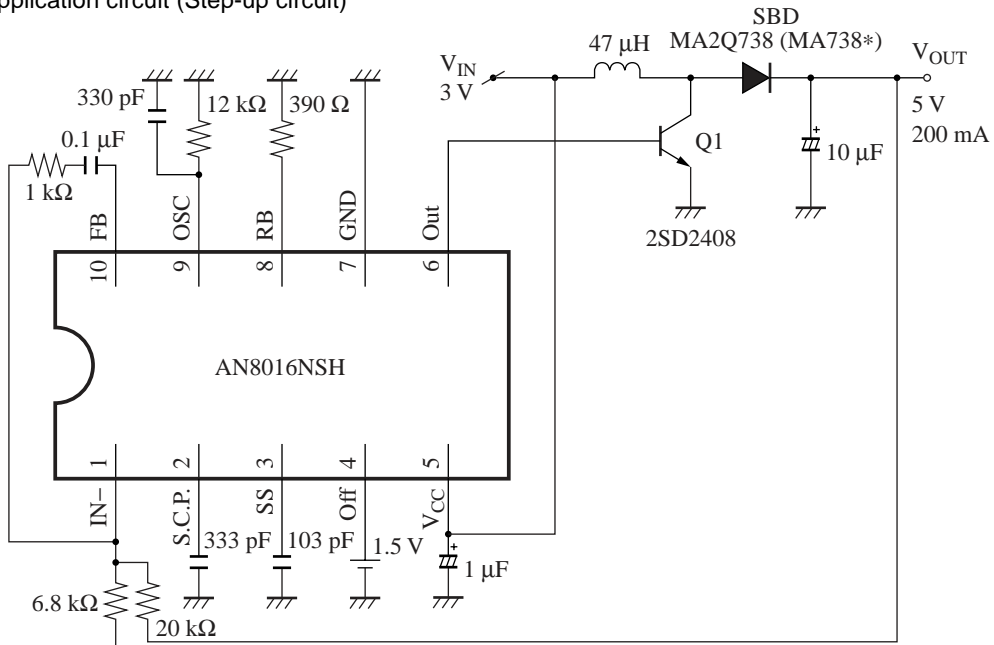 pplication circuit (Step-up circuit)
SBD
MA2Q738 (MA738*)
47 µH
VIN
3 V
VOUT
5 V
200 mA
330 pF
12 kΩ
390 Ω
0.1 µF
1 kΩ
Q1
10 µF
2SD2408
FB
OSC
RB
GND
Out
10
9
8
7
6
AN8016NSH
1
2
3
4
5
IN−
S.C.P.
SS
Off
VCC
333 pF
103 pF
1.5 V
1 µF
6.8 kΩ
20 kΩ